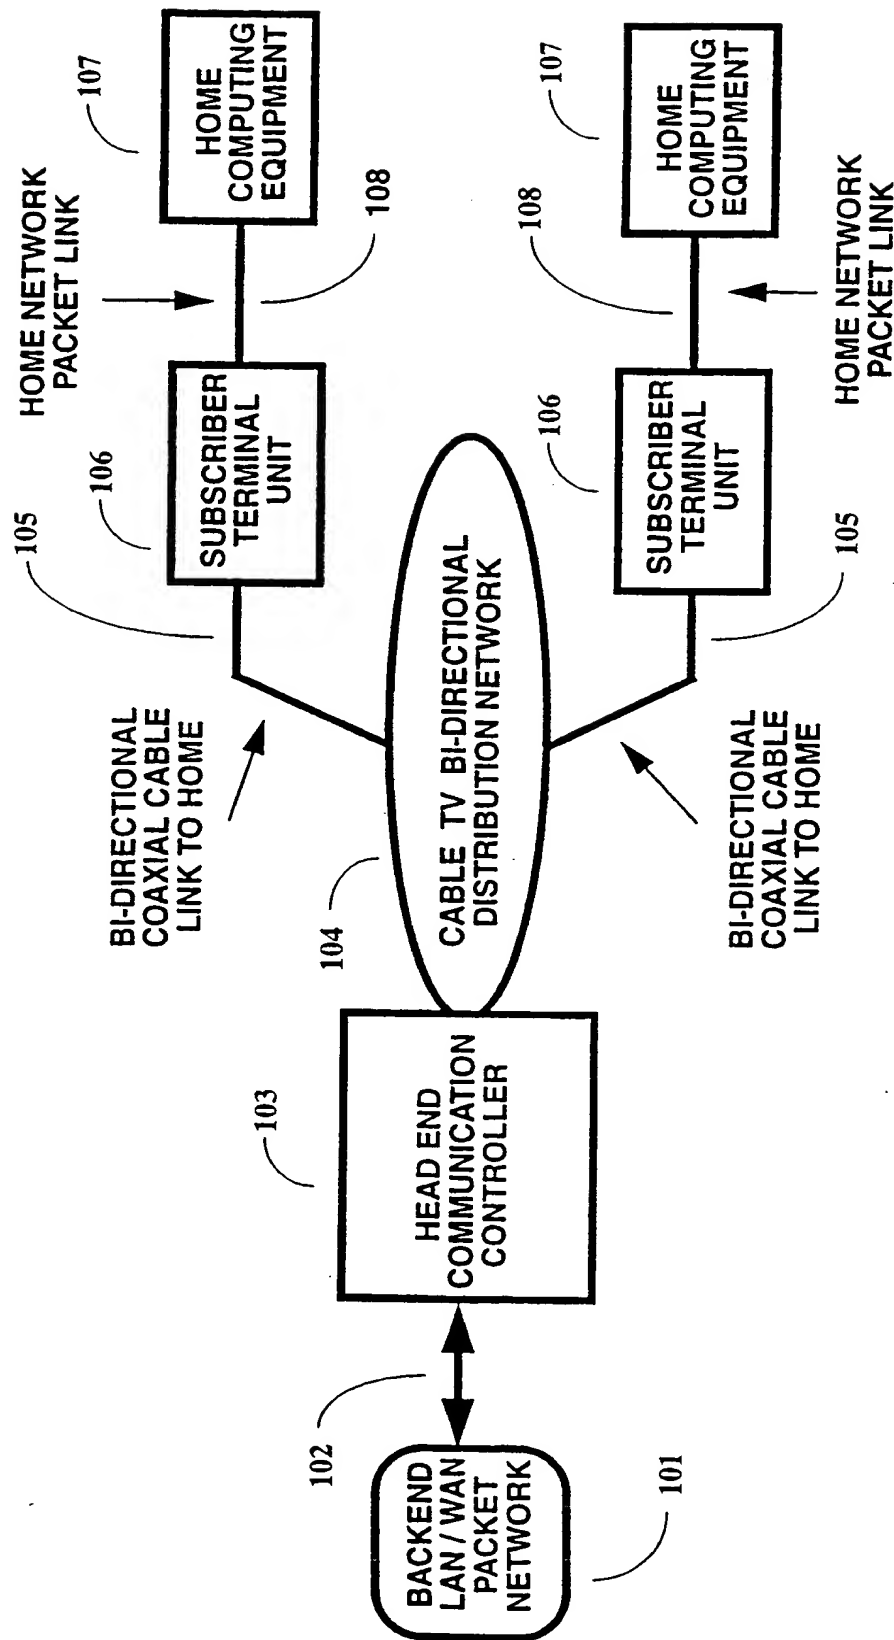 107
HOME
COMPUTING
EQUIPMENT
HOME NETWORK
PACKET LINK
108
106
SUBSCRIBER
TERMINAL
UNIT
105
BI-DIRECTIONAL
COAXIAL CABLE
LINK TO HOME
101
BACKEND
LAN / WAN
PACKET
NETWORK
102
103
HEAD END
COMMUNICATION
CONTROLLER
104
CABLE TV BI-DIRECTIONAL
DISTRIBUTION NETWORK
BI-DIRECTIONAL
COAXIAL CABLE
LINK TO HOME
105
106
SUBSCRIBER
TERMINAL
UNIT
108
HOME NETWORK
PACKET LINK
107
HOME
COMPUTING
EQUIPMENT